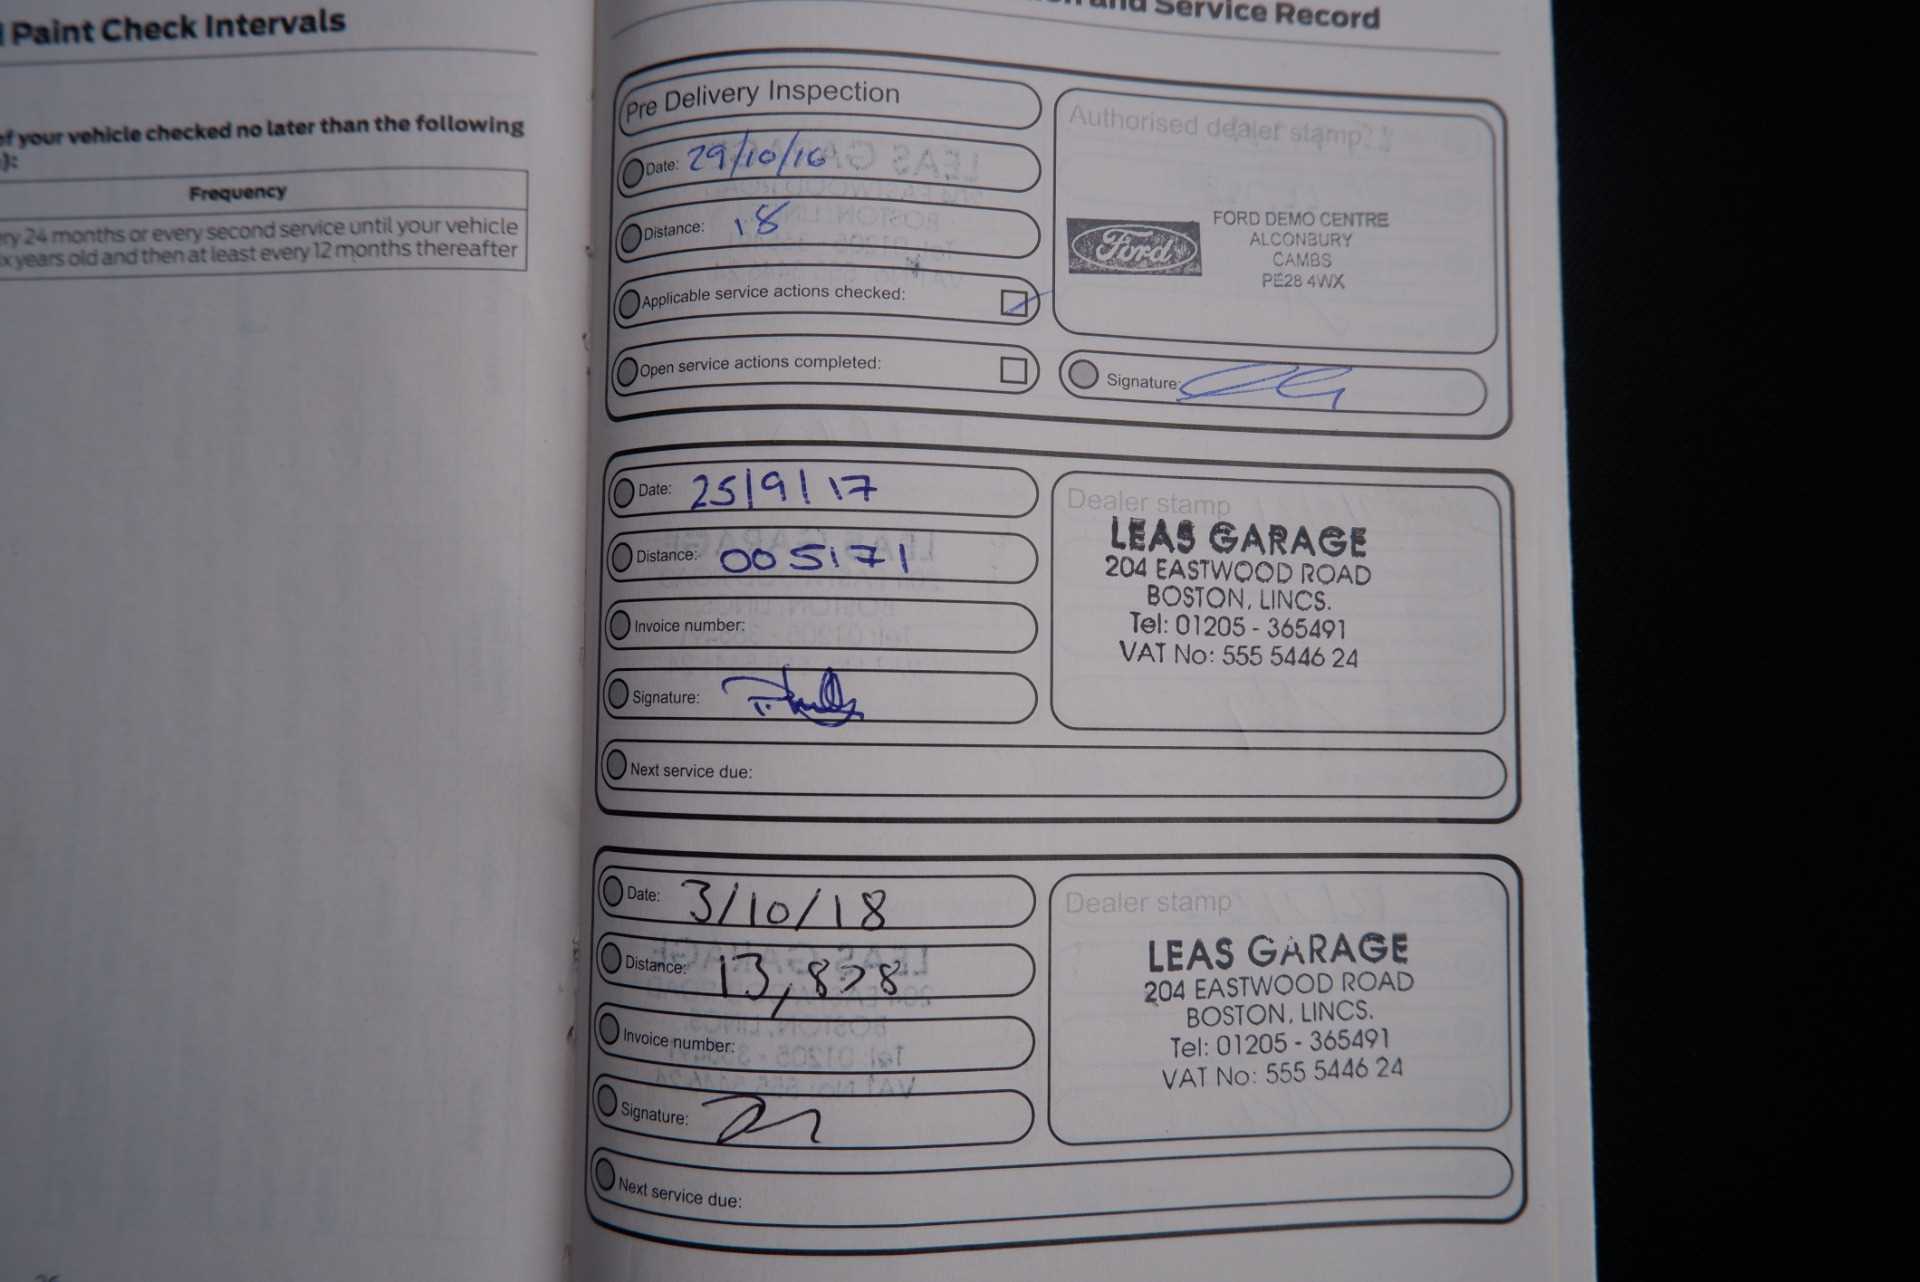 Paint Check Intervals
of your vehicle checked no later than the following
):
Frequency
ry 24 months or every second service until your vehicle
x years old and then at least every 12 months thereafter
and Service Record
Pre Delivery Inspection
Date: 29/10/16
Distance: 18
Applicable service actions checked:
Open service actions completed:
Authorised dealer stamp
Ford
FORD DEMO CENTRE
ALCONBURY
CAMBS
PE28 4WX
Signature:
Date: 25/9/17
Distance: 005171
Invoice number:
Signature:
Next service due:
Dealer stamp
LEAS GARAGE
204 EASTWOOD ROAD
BOSTON, LINCS.
Tel: 01205 - 365491
VAT No: 555 5446 24
Date: 3/10/18
Distance:
Invoice number:
Signature:
Next service due:
Dealer stamp
LEAS GARAGE
204 EASTWOOD ROAD
BOSTON, LINCS.
Tel: 01205 - 365491
VAT No: 555 5446 24